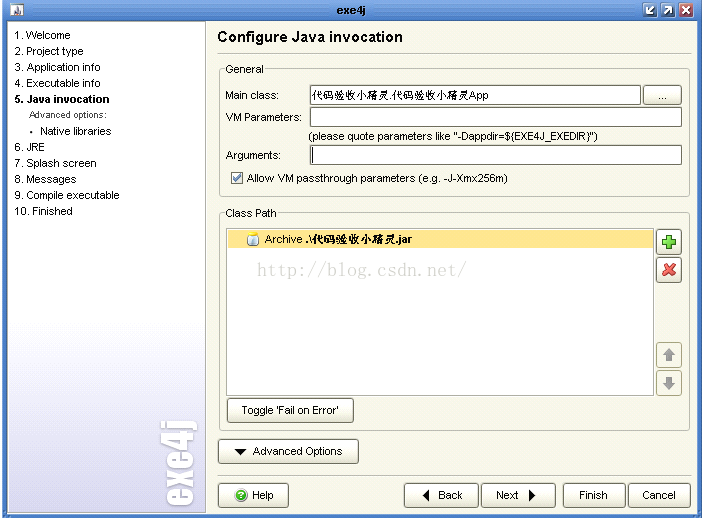 exe4j
1. Welcome
2. Project type
3. Application info
4. Executable info
5. Java invocation
Advanced options:
• Native libraries
6. JRE
7. Splash screen
8. Messages
9. Compile executable
10. Finished
exe4j
Configure Java invocation
General
Main class:
代码验收小精灵.代码验收小精灵App
...
VM Parameters:
(please quote parameters like "-Dappdir=${EXE4J_EXEDIR}")
Arguments:
Allow VM passthrough parameters (e.g. -J-Xmx256m)
Class Path
Archive .\代码验收小精灵.jar
http://blog.csdn.net/
Toggle 'Fail on Error'
Advanced Options
Help
Back
Next
Finish
Cancel